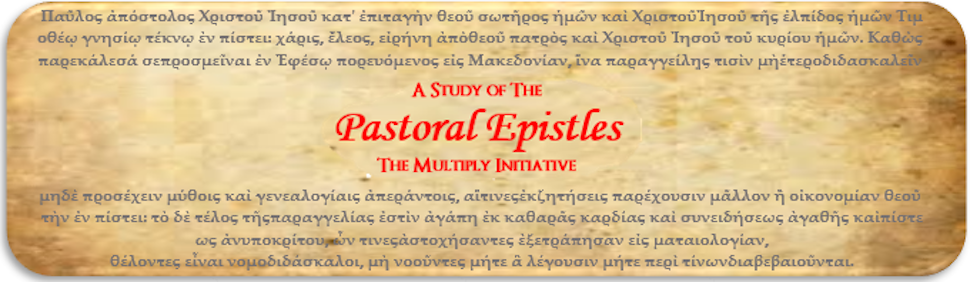 Παῦλος ἀπόστολος Χριστοῦ Ἰησοῦ κατ' ἐπιταγὴν θεοῦ σωτῆρος ἡμῶν καὶ ΧριστοῦἸησοῦ τῆς ἐλπίδος ἡμῶν Τιμ
οθέῳ γνησίῳ τέκνῳ ἐν πίστει: χάρις, ἔλεος, εἰρήνη ἀπὸθεοῦ πατρὸς καὶ Χριστοῦ Ἰησοῦ τοῦ κυρίου ἡμῶν. Καθὼς
παρεκάλεσά σεπροσμεῖναι ἐν Ἐφέσῳ πορευόμενος εἰς Μακεδονίαν, ἵνα παραγγείλῃς τισὶν μὴἑτεροδιδασκαλεῖν
A Study of The
Pastoral Epistles
The Multiply Initiative
μηδὲ προσέχειν μύθοις καὶ γενεαλογίαις ἀπεράντοις, αἵτινεςἐκζητήσεις παρέχουσιν μᾶλλον ἢ οἰκονομίαν θεοῦ
τὴν ἐν πίστει: τὸ δὲ τέλος τῆςπαραγγελίας ἐστὶν ἀγάπη ἐκ καθαρᾶς καρδίας καὶ συνειδήσεως ἀγαθῆς καὶπίστε
ως ἀνυποκρίτου, ὧν τινεςἀστοχήσαντες ἐξετράπησαν εἰς ματαιολογίαν,
θέλοντες εἶναι νομοδιδάσκαλοι, μὴ νοοῦντες μήτε ἃ λέγουσιν μήτε περὶ τίνωνδιαβεβαιοῦνται.